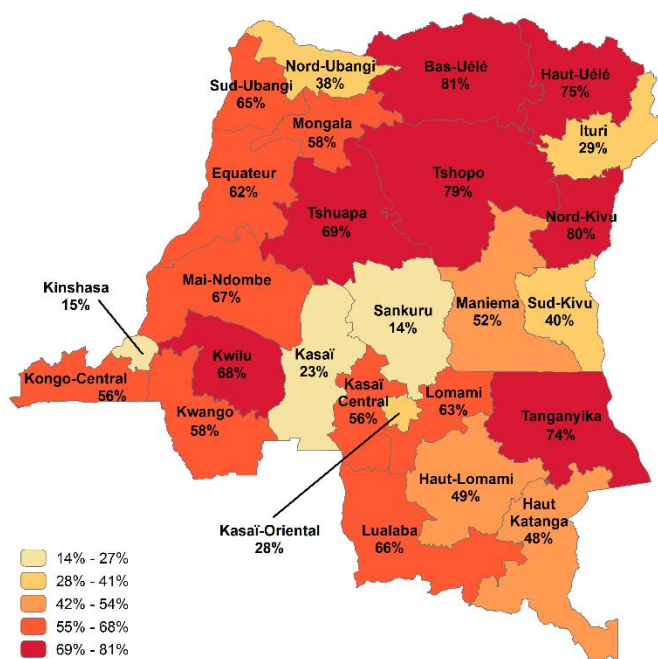 Nord-Ubangi
38%
Bas-Uélé
81%
Haut-Uélé
75%
Sud-Ubangi
65%
Mongala
58%
Ituri
29%
Equateur
62%
Tshopo
79%
Tshuapa
69%
Nord-Kivu
80%
Mai-Ndombe
67%
Kinshasa
15%
Sankuru
14%
Maniema
52%
Sud-Kivu
40%
Kwilu
68%
Kasaï
23%
Kongo-Central
56%
Kwango
58%
Kasaï
Central
56%
Lomami
63%
Tanganyika
74%
Haut-Lomami
49%
Haut
Katanga
48%
Kasaï-Oriental
28%
Lualaba
66%
14% - 27%
28% - 41%
42% - 54%
55% - 68%
69% - 81%